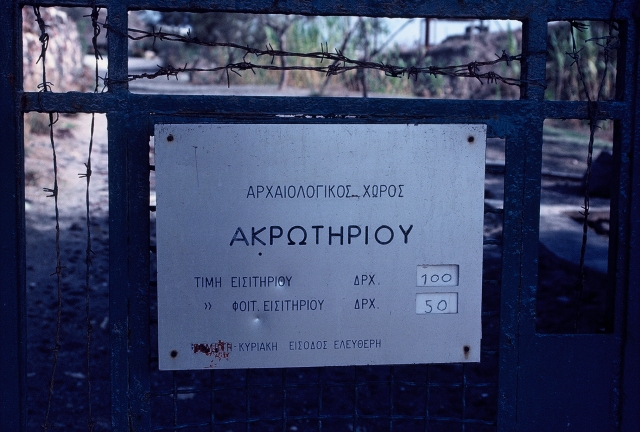 ΑΡΧΑΙΟΛΟΓΙΚΟΣ ΧΩΡΟΣ
ΑΚΡΩΤΗΡΙΟΥ
ΤΙΜΗ ΕΙΣΙΤΗΡΙΟΥ ΔΡΧ. 100
» ΦΟΙΤ. ΕΙΣΙΤΗΡΙΟΥ ΔΡΧ. 50
ΚΥΡΙΑΚΗ ΕΙΣΟΔΟΣ ΕΛΕΥΘΕΡΗ